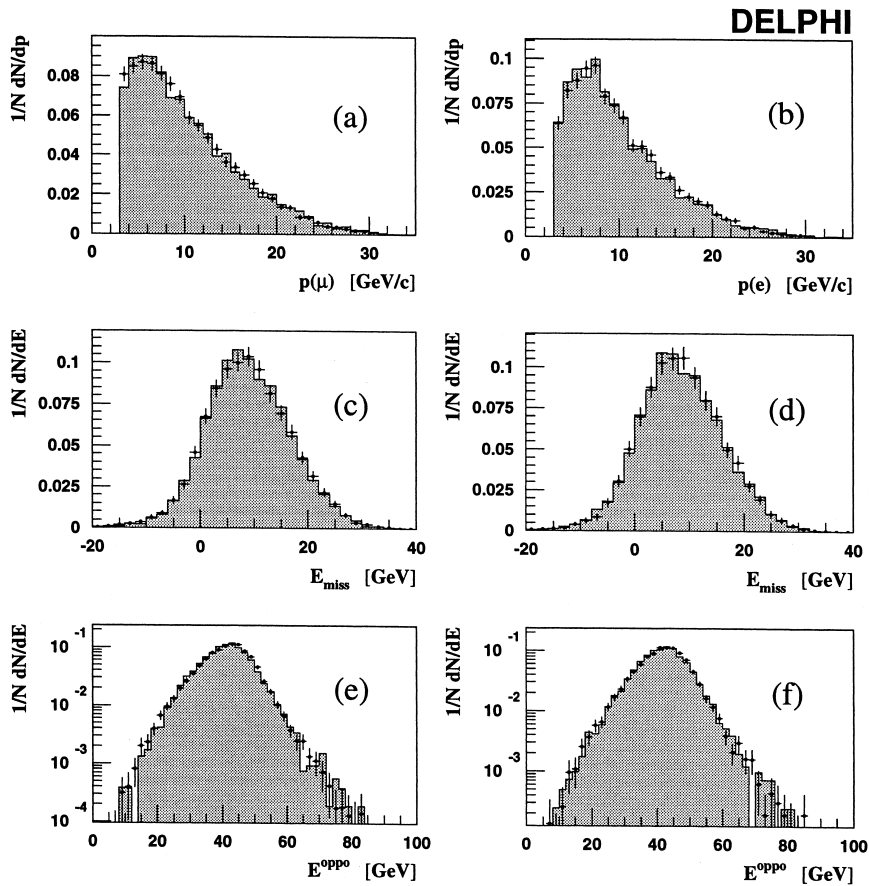 DELPHI
1/N dN/dp
0.08
0.06
0.04
0.02
0
(a)
0 10 20 30
p(μ) [GeV/c]
1/N dN/dp
0.1
0.075
0.05
0.025
0
(b)
0 10 20 30
p(e) [GeV/c]
1/N dN/dE
0.1
0.075
0.05
0.025
0
(c)
-20 0 20 40
E_miss [GeV]
1/N dN/dE
0.1
0.075
0.05
0.025
0
(d)
-20 0 20 40
E_miss [GeV]
1/N dN/dE
10^-1
10^-2
10^-3
10^-4
(e)
0 20 40 60 80 100
E^oppo [GeV]
1/N dN/dE
10^-1
10^-2
10^-3
(f)
0 20 40 60 80 100
E^oppo [GeV]